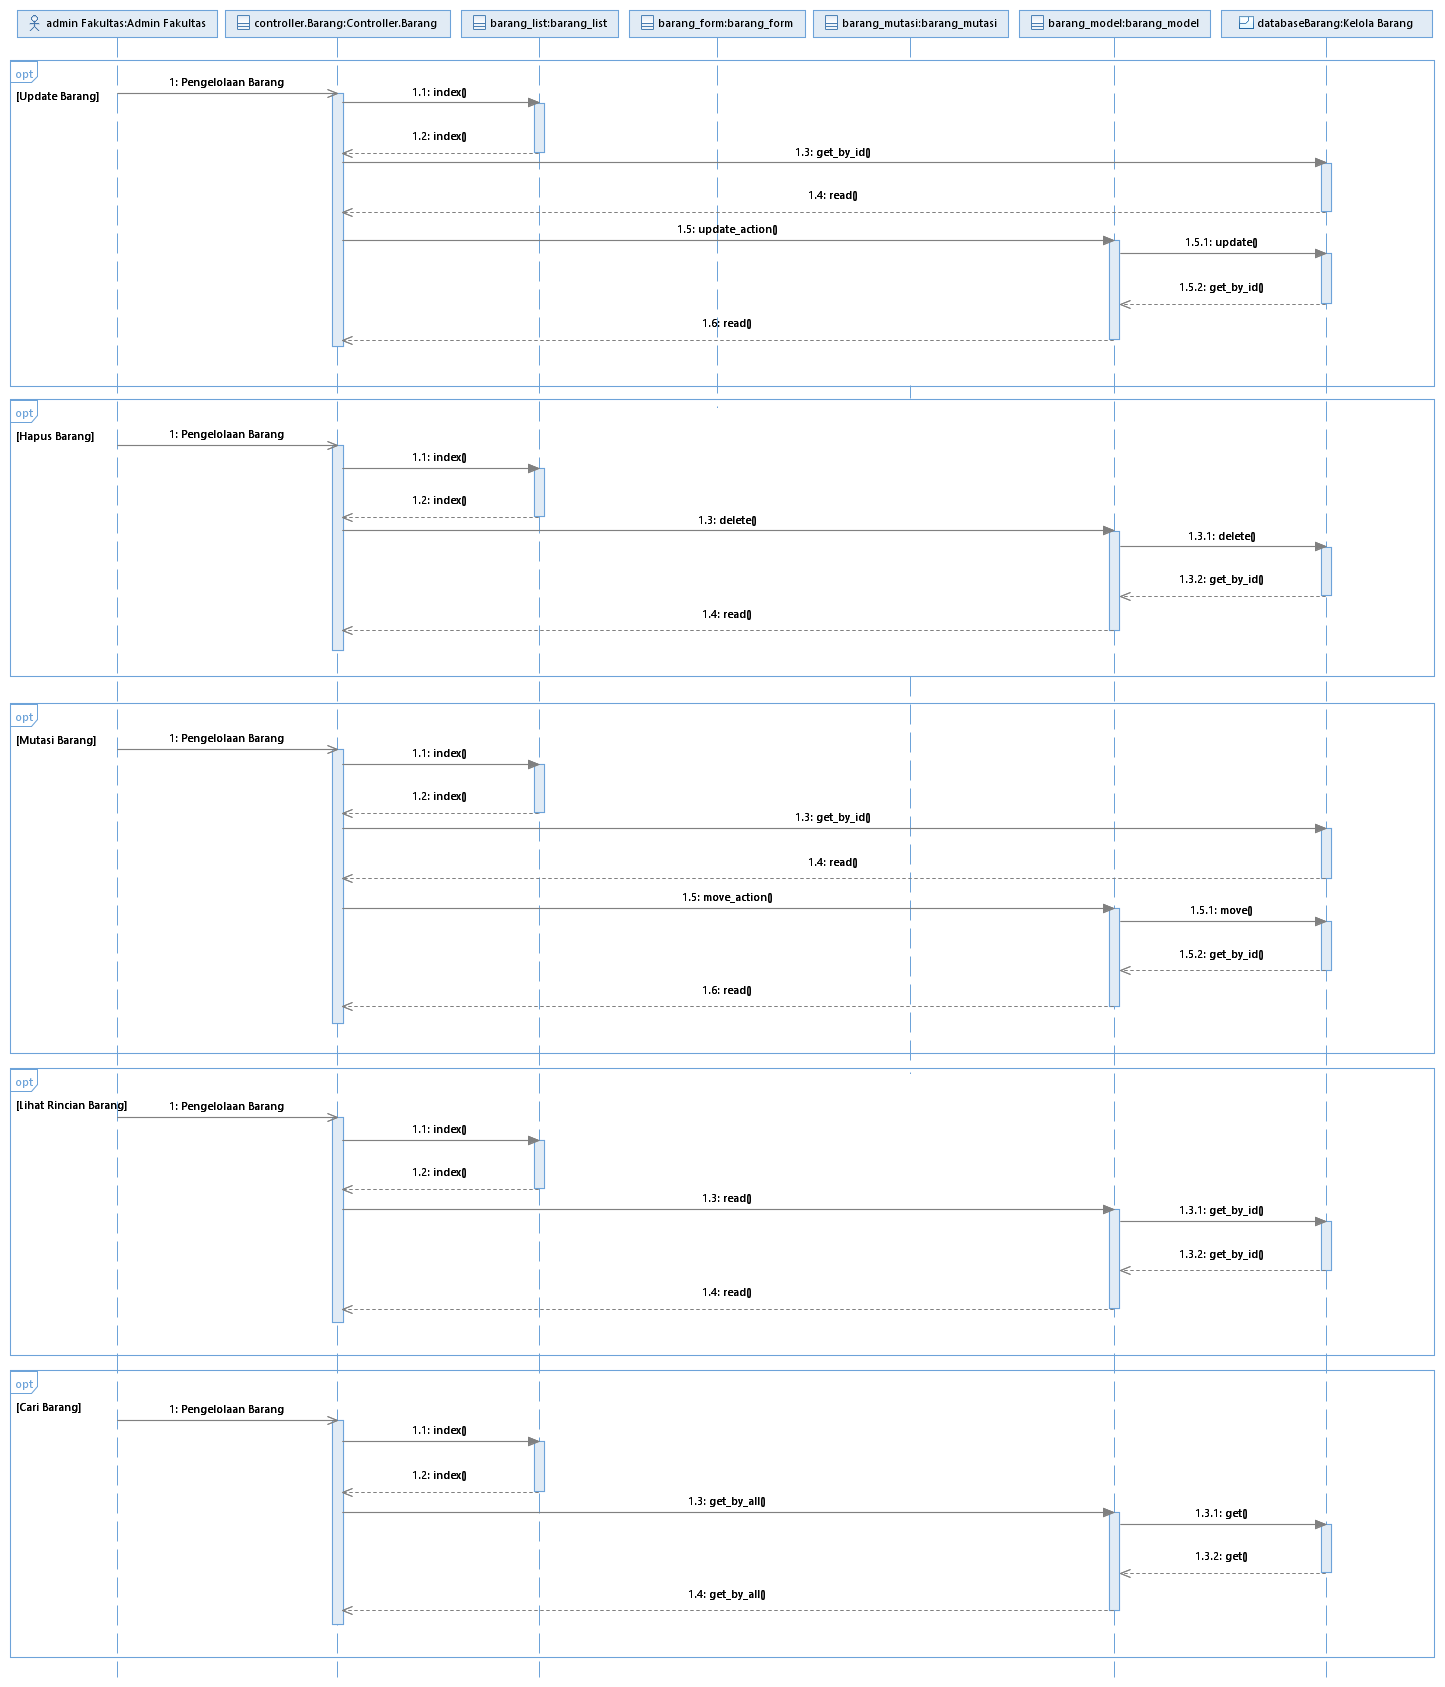 admin Fakultas:Admin Fakultas
controller.Barang:Controller.Barang
barang_list:barang_list
barang_form:barang_form
barang_mutasi:barang_mutasi
barang_model:barang_model
databaseBarang:Kelola Barang
opt
[Update Barang]
1: Pengelolaan Barang
1.1: index()
1.2: index()
1.3: get_by_id()
1.4: read()
1.5: update_action()
1.5.1: update()
1.5.2: get_by_id()
1.6: read()
opt
[Hapus Barang]
1: Pengelolaan Barang
1.1: index()
1.2: index()
1.3: delete()
1.3.1: delete()
1.3.2: get_by_id()
1.4: read()
opt
[Mutasi Barang]
1: Pengelolaan Barang
1.1: index()
1.2: index()
1.3: get_by_id()
1.4: read()
1.5: move_action()
1.5.1: move()
1.5.2: get_by_id()
1.6: read()
opt
[Lihat Rincian Barang]
1: Pengelolaan Barang
1.1: index()
1.2: index()
1.3: read()
1.3.1: get_by_id()
1.3.2: get_by_id()
1.4: read()
opt
[Cari Barang]
1: Pengelolaan Barang
1.1: index()
1.2: index()
1.3: get_by_all()
1.3.1: get()
1.3.2: get()
1.4: get_by_all()